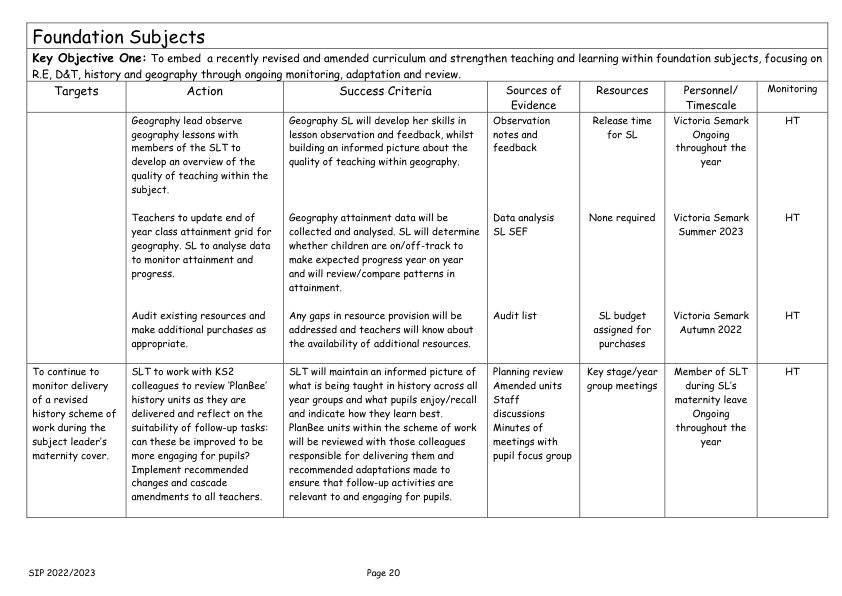 Foundation Subjects
Key Objective One: To embed a recently revised and amended curriculum and strengthen teaching and learning within foundation subjects, focusing on
R.E, D&T, history and geography through ongoing monitoring, adaptation and review.
Targets
Action
Success Criteria
Sources of
Evidence
Resources
Personnel/
Timescale
Monitoring
Geography lead observe
geography lessons with
members of the SLT to
develop an overview of the
quality of teaching within the
subject.
Geography SL will develop her skills in
lesson observation and feedback, whilst
building an informed picture about the
quality of teaching within geography.
Observation
notes and
feedback
Release time
for SL
Victoria Semark
Ongoing
throughout the
year
HT
Teachers to update end of
year class attainment grid for
geography. SL to analyse data
to monitor attainment and
progress.
Geography attainment data will be
collected and analysed. SL will determine
whether children are on/off-track to
make expected progress year on year
and will review/compare patterns in
attainment.
Data analysis
SL SEF
None required
Victoria Semark
Summer 2023
HT
Audit existing resources and
make additional purchases as
appropriate.
Any gaps in resource provision will be
addressed and teachers will know about
the availability of additional resources.
Audit list
SL budget
assigned for
purchases
Victoria Semark
Autumn 2022
HT
To continue to
monitor delivery
of a revised
history scheme of
work during the
subject leader's
maternity cover.
SLT to work with KS2
colleagues to review 'PlanBee'
history units as they are
delivered and reflect on the
suitability of follow-up tasks:
can these be improved to be
more engaging for pupils?
Implement recommended
changes and cascade
amendments to all teachers.
SLT will maintain an informed picture of
what is being taught in history across all
year groups and what pupils enjoy/recall
and indicate how they learn best.
PlanBee units within the scheme of work
will be reviewed with those colleagues
responsible for delivering them and
recommended adaptations made to
ensure that follow-up activities are
relevant to and engaging for pupils.
Planning review
Amended units
Staff
discussions
Minutes of
meetings with
pupil focus group
Key stage/year
group meetings
Member of SLT
during SL's
maternity leave
Ongoing
throughout the
year
HT
SIP 2022/2023
Page 20